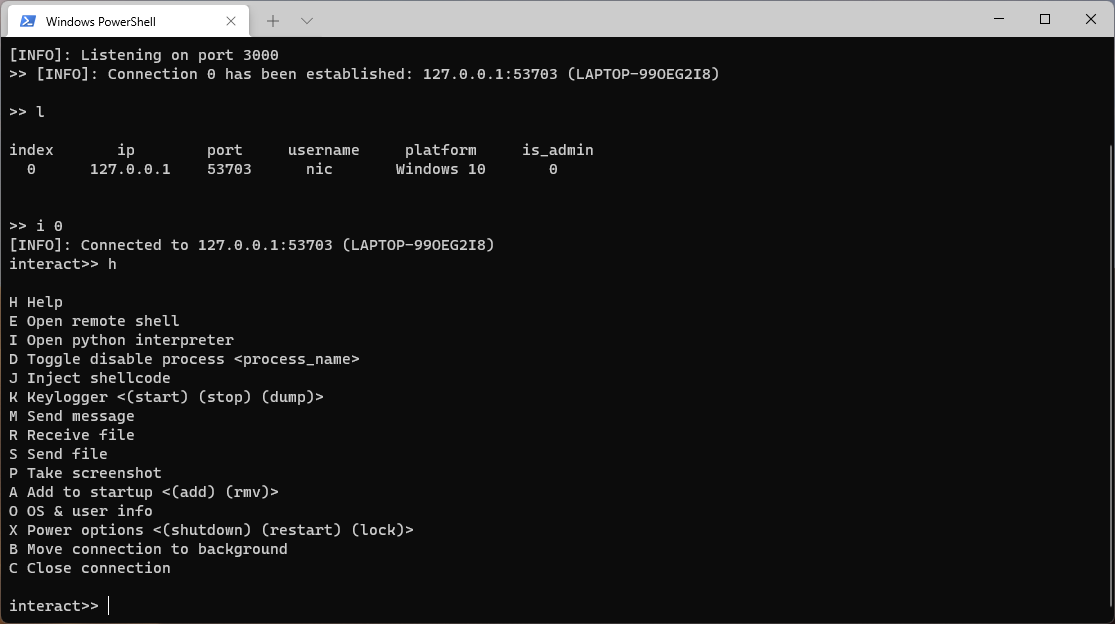 Windows PowerShell
[INFO]: Listening on port 3000
>> [INFO]: Connection 0 has been established: 127.0.0.1:53703 (LAPTOP-99OEG2I8)
>> l
index ip port username platform is_admin
0 127.0.0.1 53703 nic Windows 10 0
>> i 0
[INFO]: Connected to 127.0.0.1:53703 (LAPTOP-99OEG2I8)
interact>> h
H Help
E Open remote shell
I Open python interpreter
D Toggle disable process <process_name>
J Inject shellcode
K Keylogger <(start) (stop) (dump)>
M Send message
R Receive file
S Send file
P Take screenshot
A Add to startup <(add) (rmv)>
O OS & user info
X Power options <(shutdown) (restart) (lock)>
B Move connection to background
C Close connection
interact>>